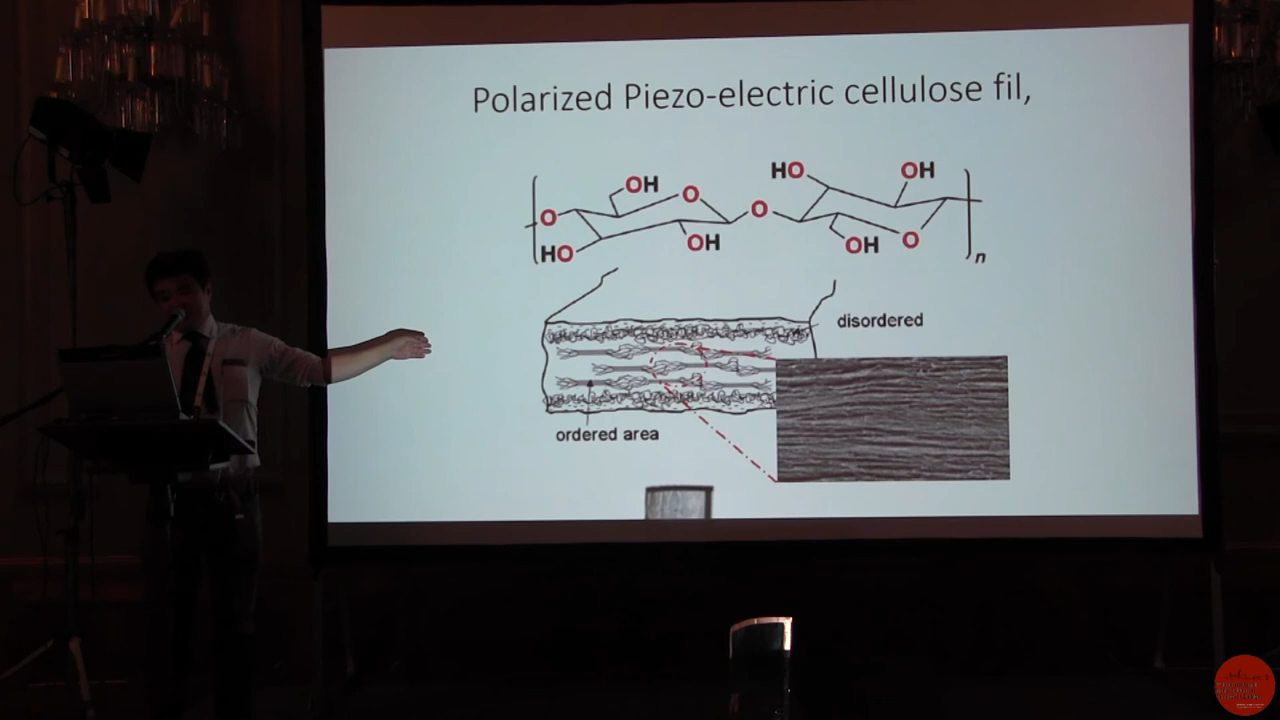 Polarized Piezo-electric cellulose fil,
HO OH
OH O
O O
HO OH OH O
n
disordered
ordered area